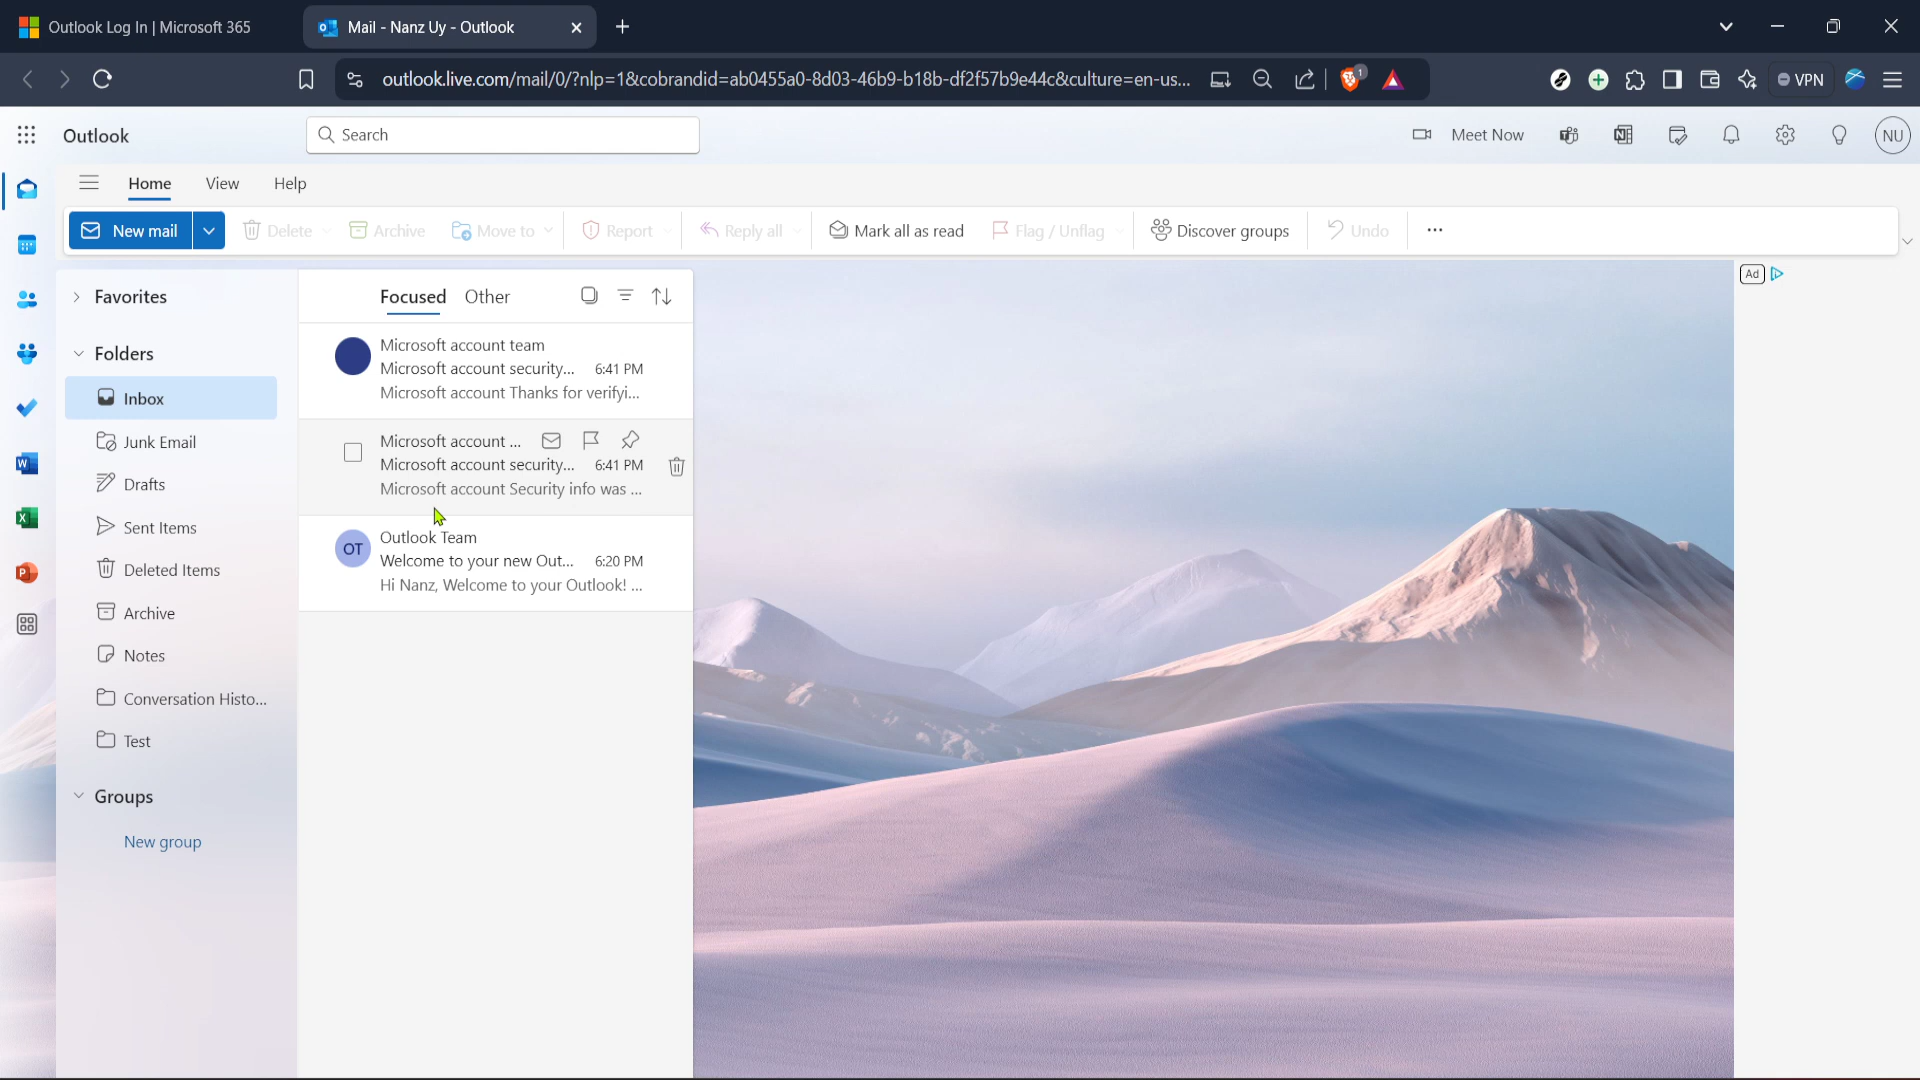 Outlook Log In | Microsoft 365
Mail - Nanz Uy - Outlook
outlook.live.com/mail/0/?nlp=1&cobrandid=ab0455a0-8d03-46b9-b18b-df2f57b9e44c&culture=en-us...
1
VPN
Outlook
Search
Meet Now
NU
Home
View
Help
New mail
Delete
Archive
Move to
Report
Reply all
Mark all as read
Flag / Unflag
Discover groups
Undo
Favorites
Folders
Inbox
Junk Email
Drafts
Sent Items
Deleted Items
Archive
Notes
Conversation Histo...
Test
Groups
New group
Focused
Other
Microsoft account team
Microsoft account security... 6:41 PM
Microsoft account Thanks for verifyi...
Microsoft account ...
Microsoft account security... 6:41 PM
Microsoft account Security info was ...
OT
Outlook Team
Welcome to your new Out... 6:20 PM
Hi Nanz, Welcome to your Outlook! ...
Ad